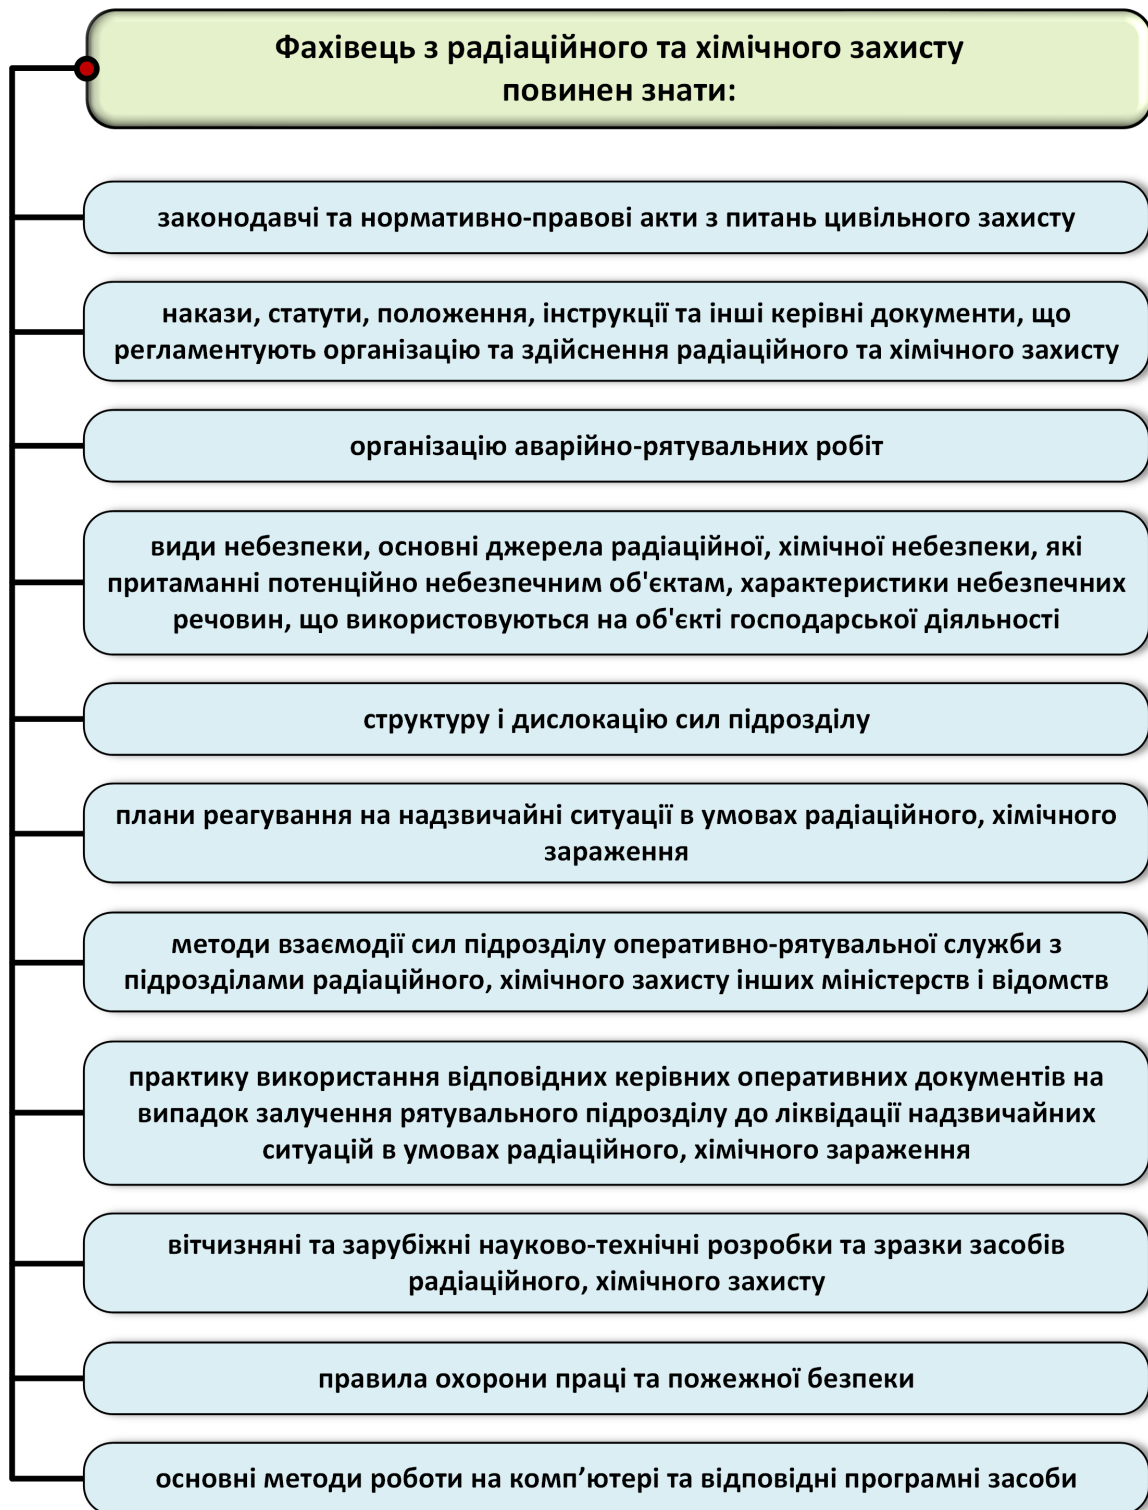 Фахівець з радіаційного та хімічного захисту
повинен знати:
законодавчі та нормативно-правові акти з питань цивільного захисту
накази, статути, положення, інструкції та інші керівні документи, що
регламентують організацію та здійснення радіаційного та хімічного захисту
організацію аварійно-рятувальних робіт
види небезпеки, основні джерела радіаційної, хімічної небезпеки, які
притаманні потенційно небезпечним об'єктам, характеристики небезпечних
речовин, що використовуються на об'єкті господарської діяльності
структуру і дислокацію сил підрозділу
плани реагування на надзвичайні ситуації в умовах радіаційного, хімічного
зараження
методи взаємодії сил підрозділу оперативно-рятувальної служби з
підрозділами радіаційного, хімічного захисту інших міністерств і відомств
практику використання відповідних керівних оперативних документів на
випадок залучення рятувального підрозділу до ліквідації надзвичайних
ситуацій в умовах радіаційного, хімічного зараження
вітчизняні та зарубіжні науково-технічні розробки та зразки засобів
радіаційного, хімічного захисту
правила охорони праці та пожежної безпеки
основні методи роботи на комп’ютері та відповідні програмні засоби